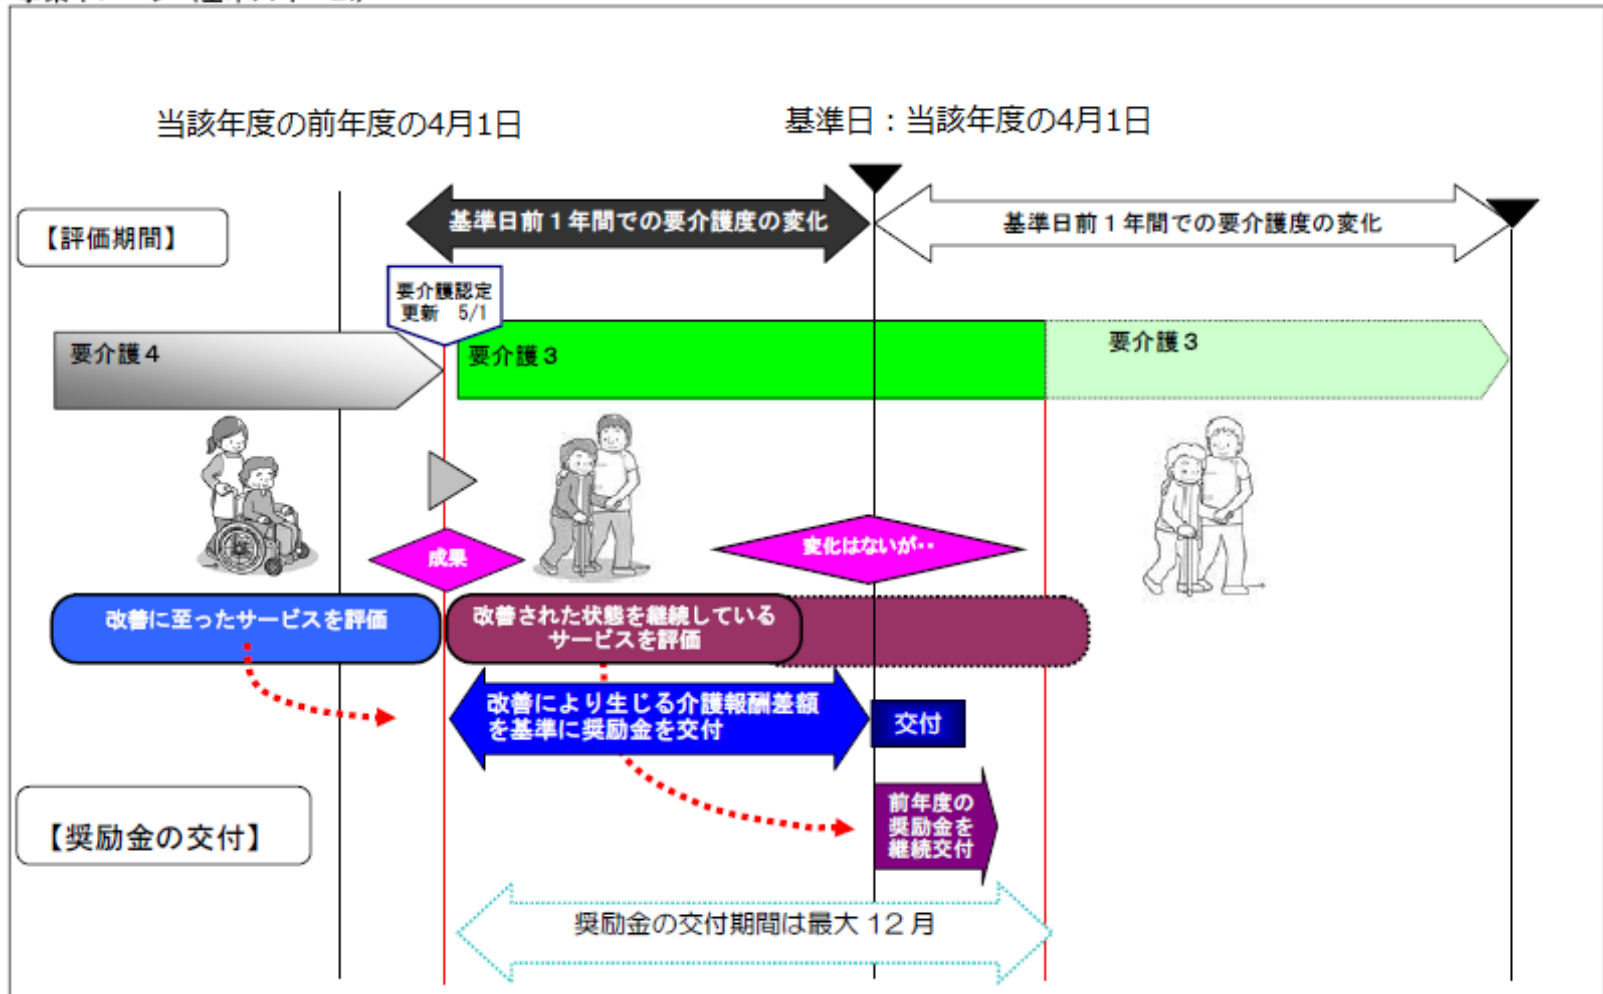 当該年度の前年度の4月1日
基準日：当該年度の4月1日
【評価期間】
基準日前１年間での要介護度の変化
基準日前１年間での要介護度の変化
要介護認定
更新　5/1
要介護４
要介護３
要介護３
成果
変化はないが‥
改善に至ったサービスを評価
改善された状態を継続している
サービスを評価
改善により生じる介護報酬差額
を基準に奨励金を交付
交付
前年度の
奨励金を
継続交付
【奨励金の交付】
奨励金の交付期間は最大 12 月